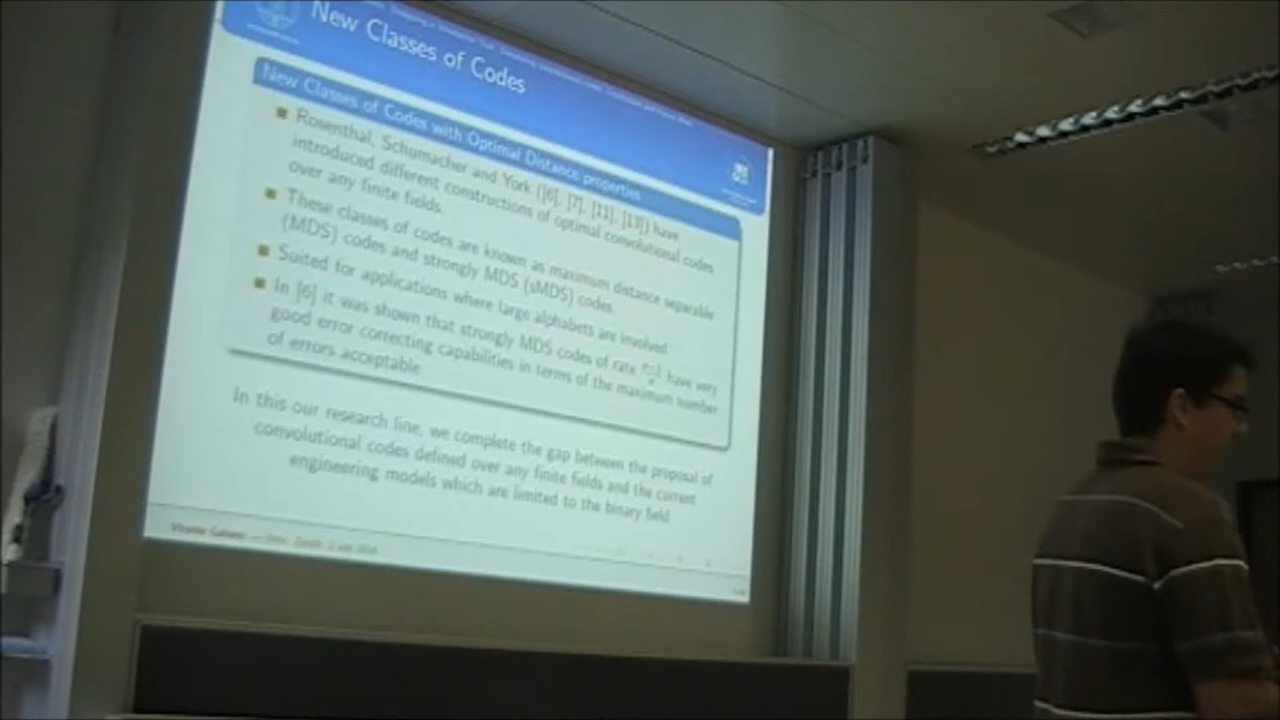 New Classes of Codes
New Classes of Codes with Optimal Distance properties
Rosenthal, Schumacher and York ([6], [7], [11], [13]) have
introduced different constructions of optimal convolutional codes
over any finite fields.
These classes of codes are known as maximum distance separable
(MDS) codes and strongly MDS (sMDS) codes.
Suited for applications where large alphabets are involved
In [6] it was shown that strongly MDS codes of rate have very
good error correcting capabilities in terms of the maximum number
of errors acceptable
In this our research line, we complete the gap between the proposal of
convolutional codes defined over any finite fields and the current
engineering models which are limited to the binary field